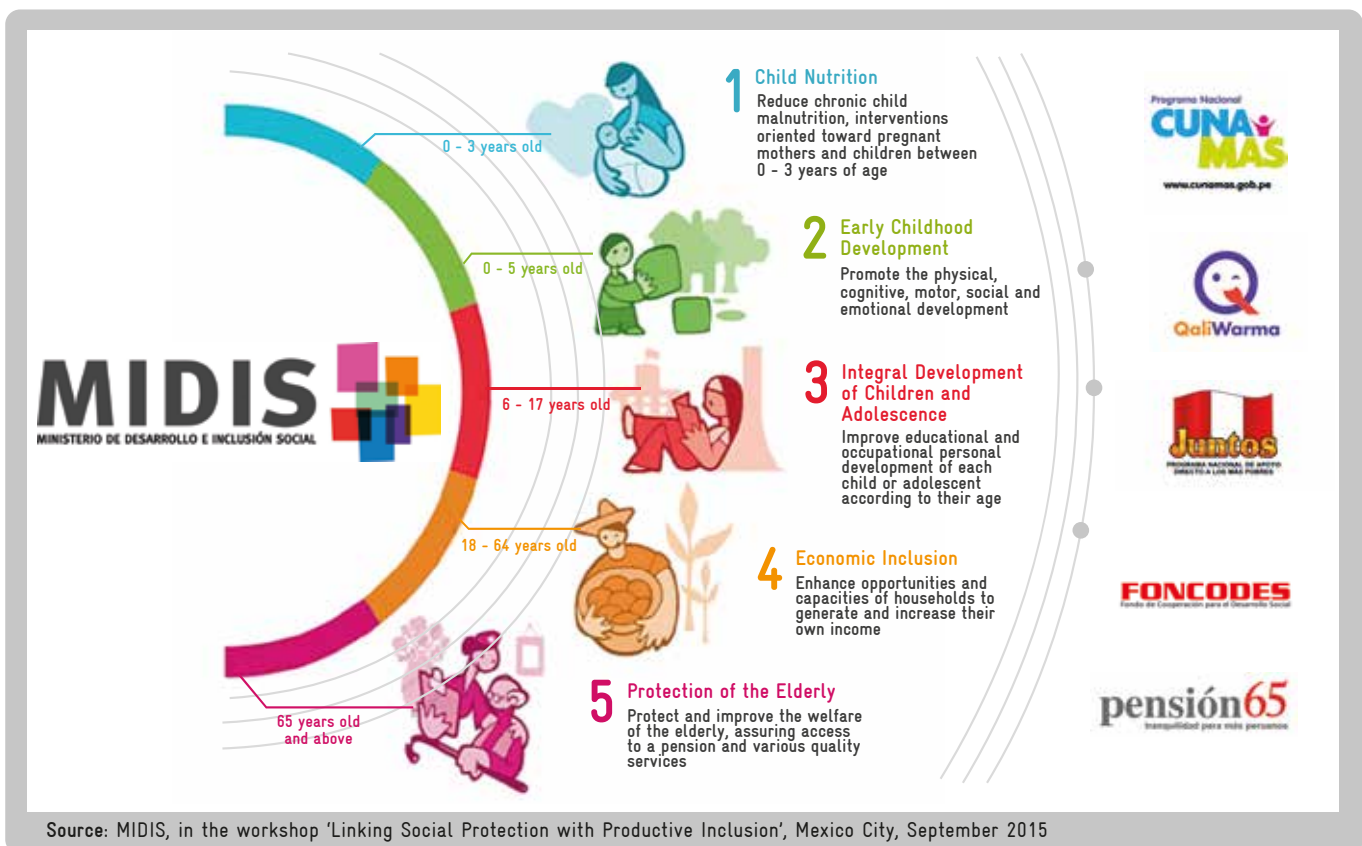 MIDIS
MINISTERIO DE DESARROLLO E INCLUSIÓN SOCIAL
0 - 3 years old
1 Child Nutrition
Reduce chronic child
malnutrition, interventions
oriented toward pregnant
mothers and children between
0 - 3 years of age
0 - 5 years old
2 Early Childhood
Development
Promote the physical,
cognitive, motor, social and
emotional development
6 - 17 years old
3 Integral Development
of Children and
Adolescence
Improve educational and
occupational personal
development of each
child or adolescent
according to their age
18 - 64 years old
4 Economic Inclusion
Enhance opportunities and
capacities of households to
generate and increase their
own income
65 years old
and above
5 Protection of the Elderly
Protect and improve the welfare
of the elderly, assuring access
to a pension and various quality
services
Programa Nacional
CUNA
MAS
www.cunamas.gob.pe
QaliWarma
Juntos
PROGRAMA NACIONAL DE APOYO
DIRECTO A LOS MÁS POBRES
FONCODES
Fondo de Cooperación para el Desarrollo Social
pensión65
tranquilidad para más peruanos
Source: MIDIS, in the workshop 'Linking Social Protection with Productive Inclusion', Mexico City, September 2015